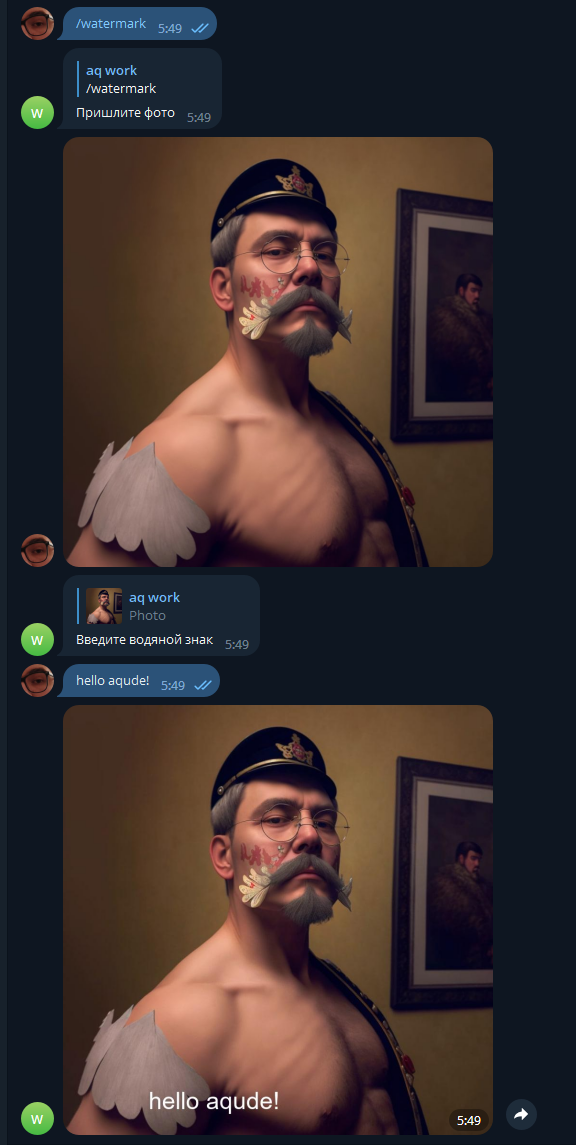 /watermark 5:49
aq work
/watermark
W
Пришлите фото 5:49
aq work
Photo
W
Введите водяной знак 5:49
hello aqude! 5:49
hello aqude!
W
5:49